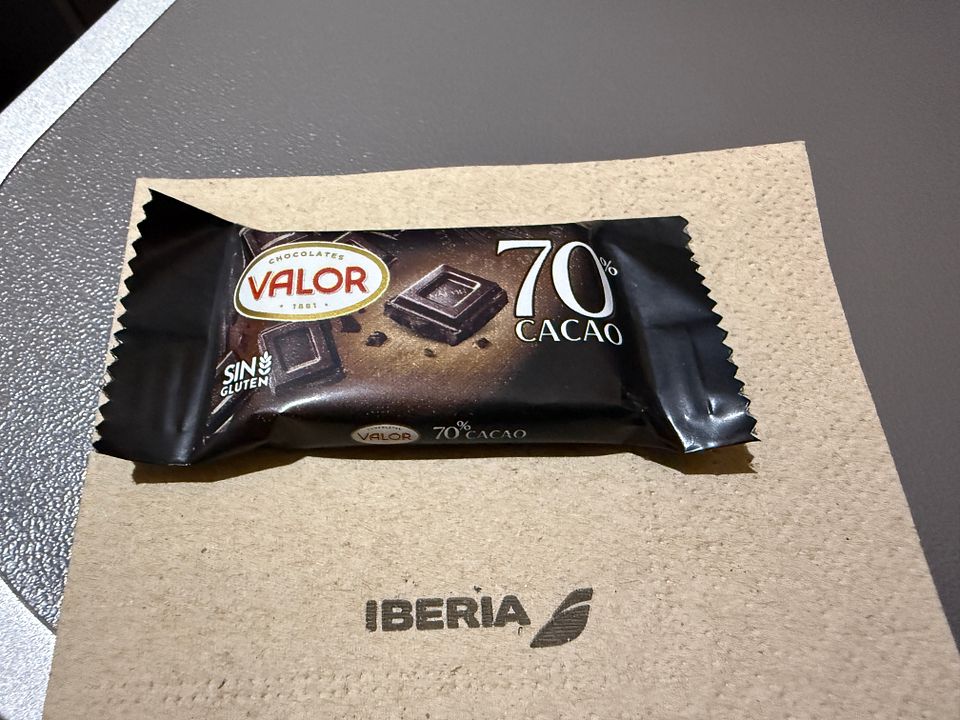 CHOCOLATES
VALOR
1881
70%
CACAO
SIN
GLUTEN
VALOR
70% CACAO
IBERIA